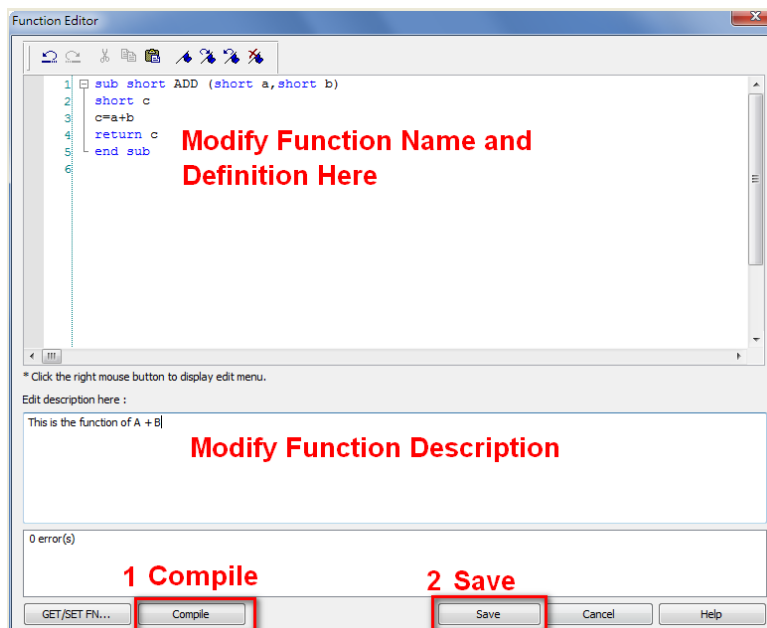 Function Editor
1 sub short ADD (short a,short b)
2 short c
3 c=a+b
4 return c
5 end sub
6
Modify Function Name and
Definition Here
* Click the right mouse button to display edit menu.
Edit description here :
This is the function of A + B
Modify Function Description
0 error(s)
1 Compile
2 Save
GET/SET FN... Compile Save Cancel Help